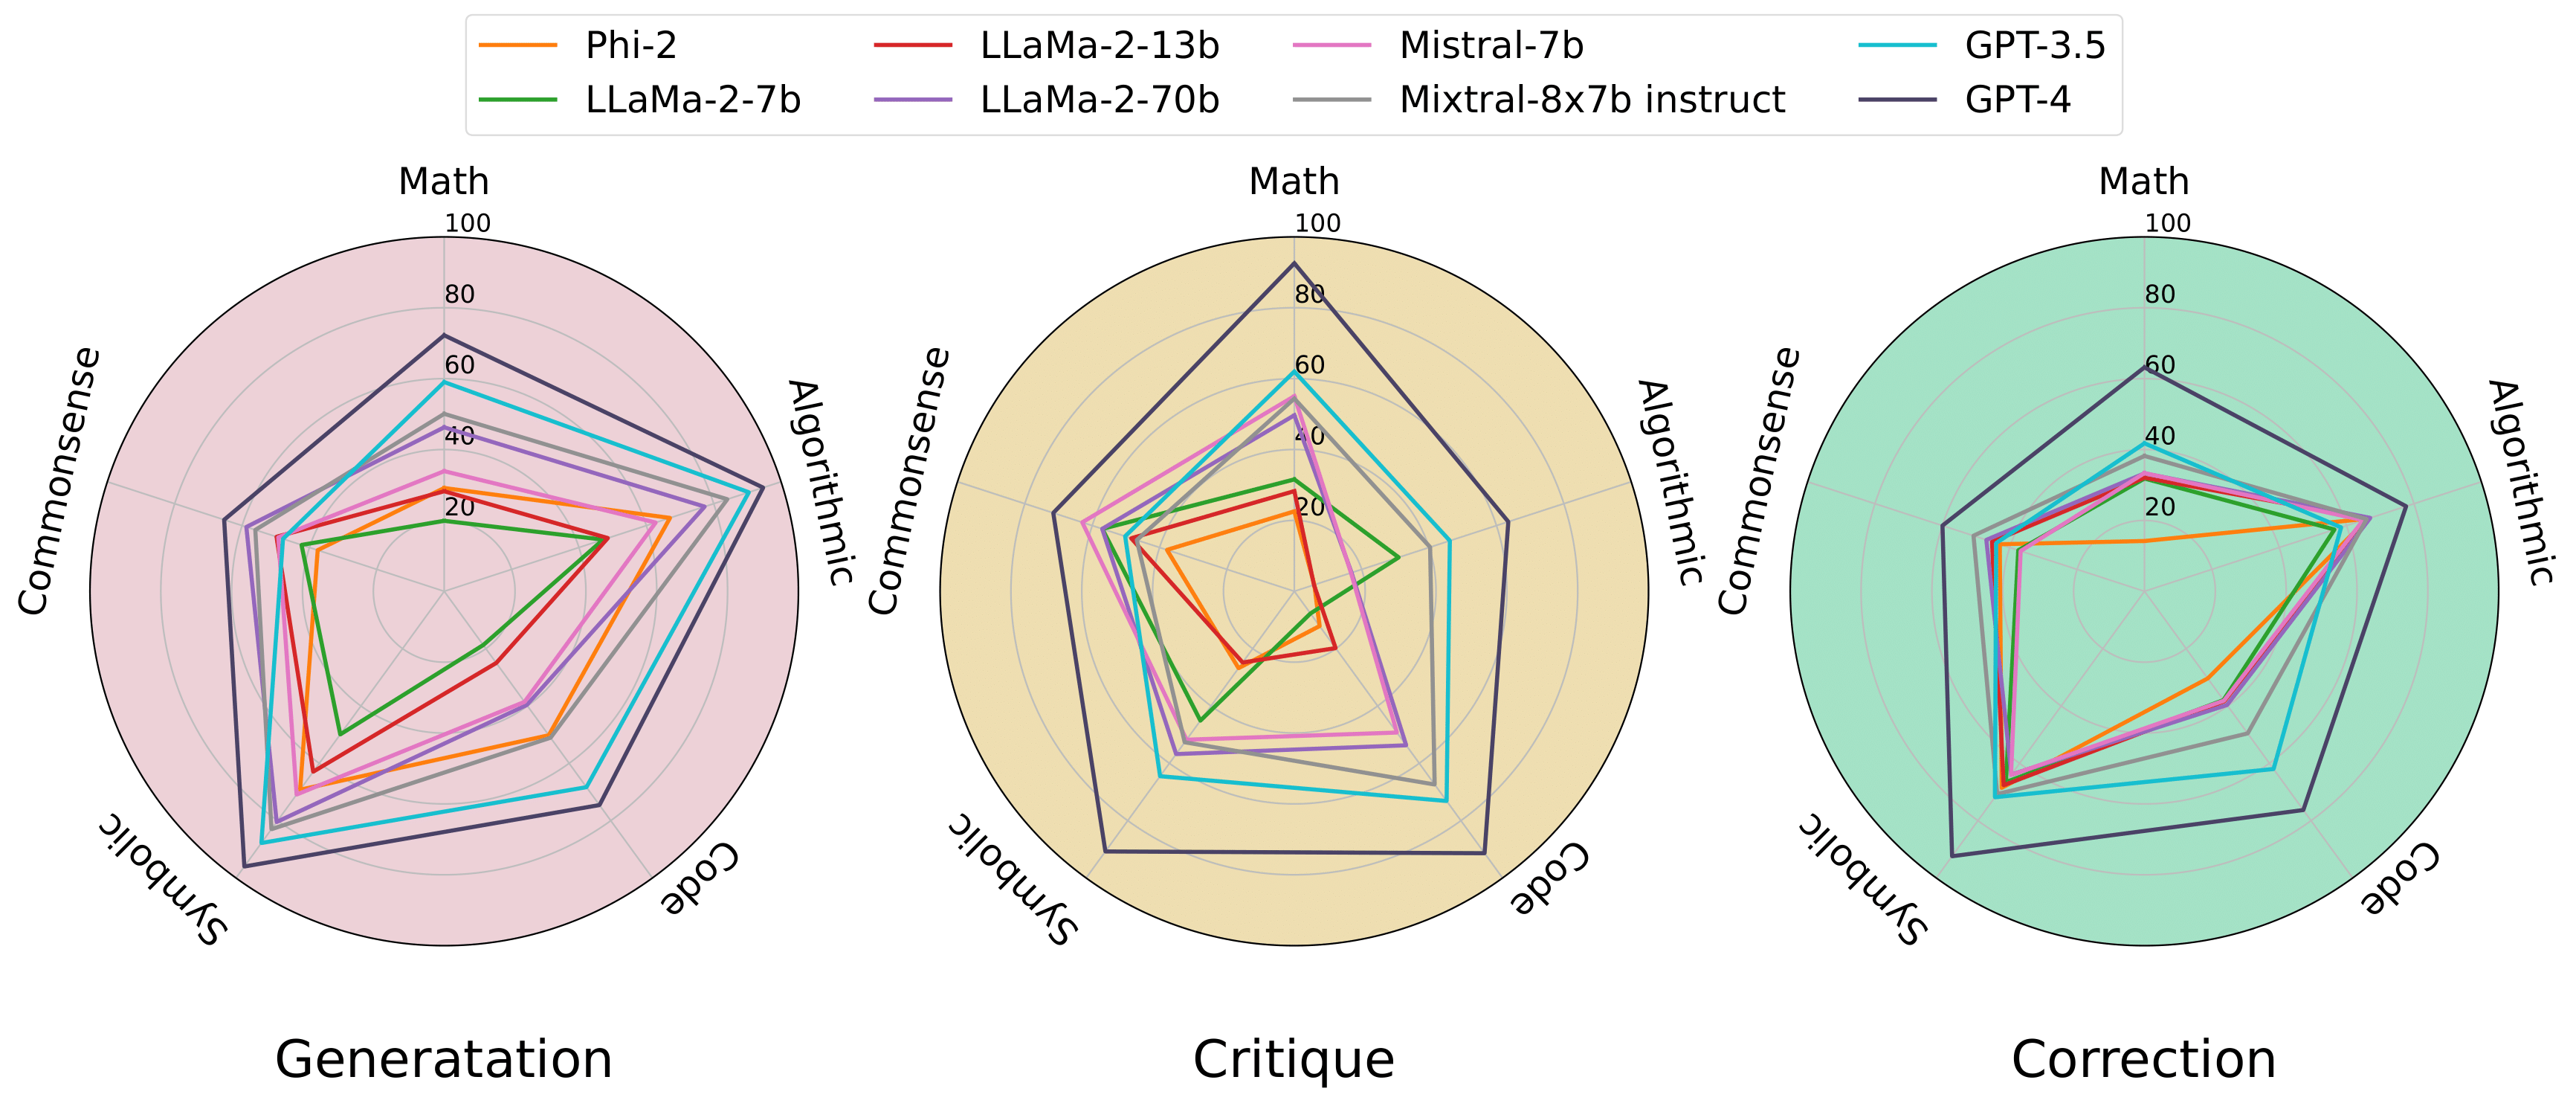 Phi-2
LLaMa-2-7b
LLaMa-2-13b
LLaMa-2-70b
Mistral-7b
Mixtral-8x7b instruct
GPT-3.5
GPT-4
Math
100
80
60
40
20
Algorithmic
Code
Symbolic
Commonsense
Generatation
Math
100
80
60
40
20
Algorithmic
Code
Symbolic
Commonsense
Critique
Math
100
80
60
40
20
Algorithmic
Code
Symbolic
Commonsense
Correction